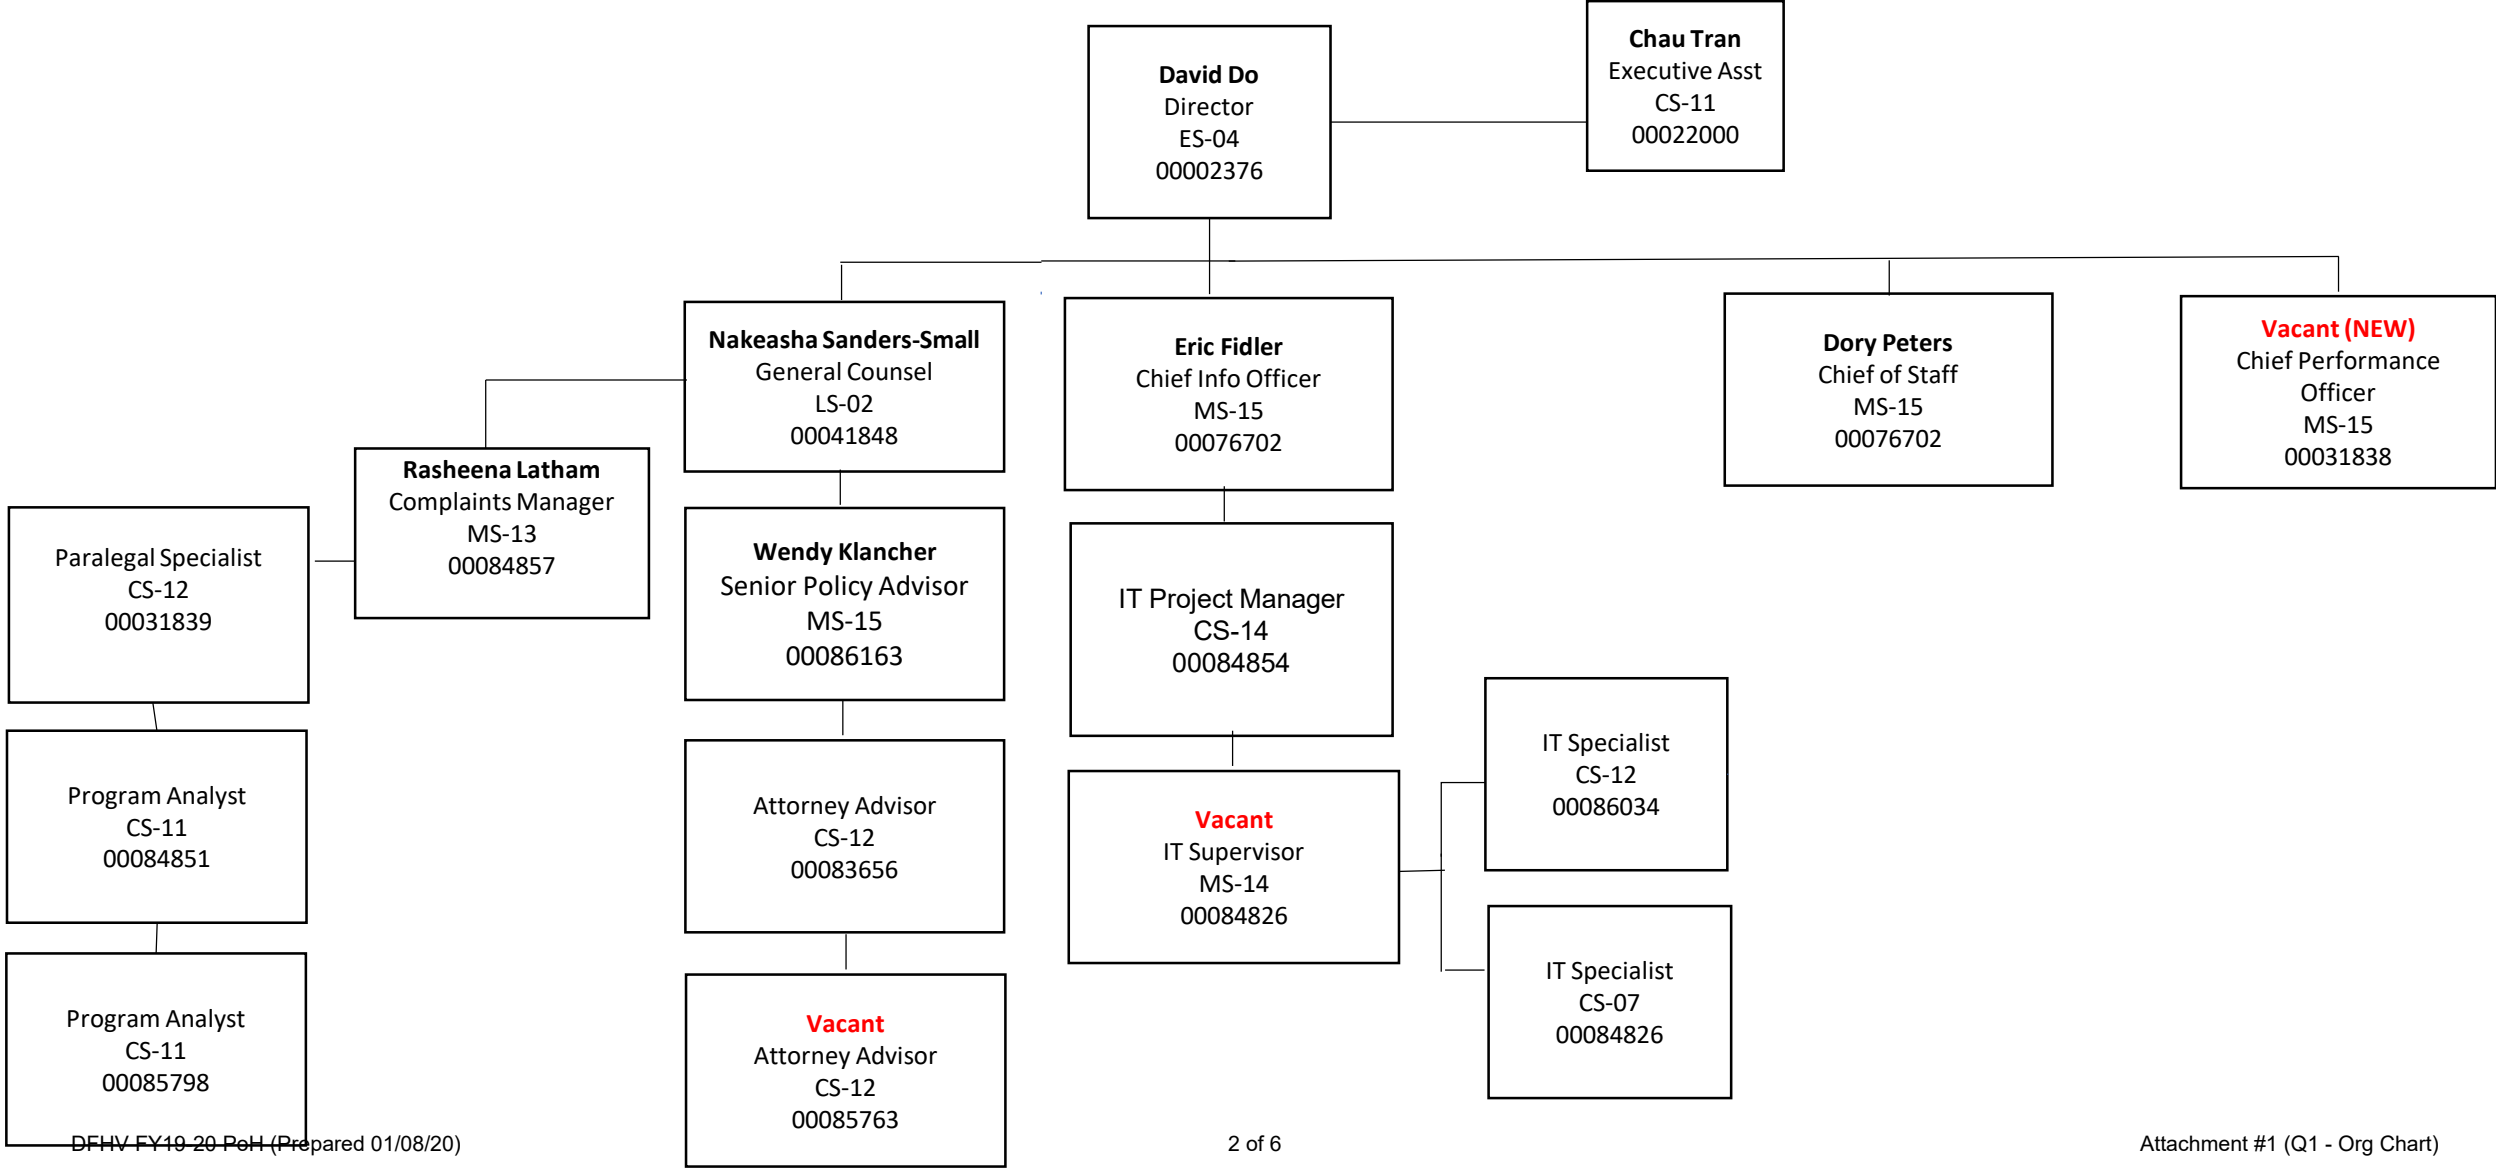 Chau Tran
Executive Asst
CS-11
00022000
David Do
Director
ES-04
00002376
Nakeasha Sanders-Small
General Counsel
LS-02
00041848
Eric Fidler
Chief Info Officer
MS-15
00076702
Dory Peters
Chief of Staff
MS-15
00076702
Vacant (NEW)
Chief Performance
Officer
MS-15
00031838
Rasheena Latham
Complaints Manager
MS-13
00084857
Paralegal Specialist
CS-12
00031839
Wendy Klancher
Senior Policy Advisor
MS-15
00086163
IT Project Manager
CS-14
00084854
Program Analyst
CS-11
00084851
Attorney Advisor
CS-12
00083656
Vacant
IT Supervisor
MS-14
00084826
IT Specialist
CS-12
00086034
IT Specialist
CS-07
00084826
Program Analyst
CS-11
00085798
Vacant
Attorney Advisor
CS-12
00085763
DFHV FY19-20 PoH (Prepared 01/08/20)
2 of 6
Attachment #1 (Q1 - Org Chart)